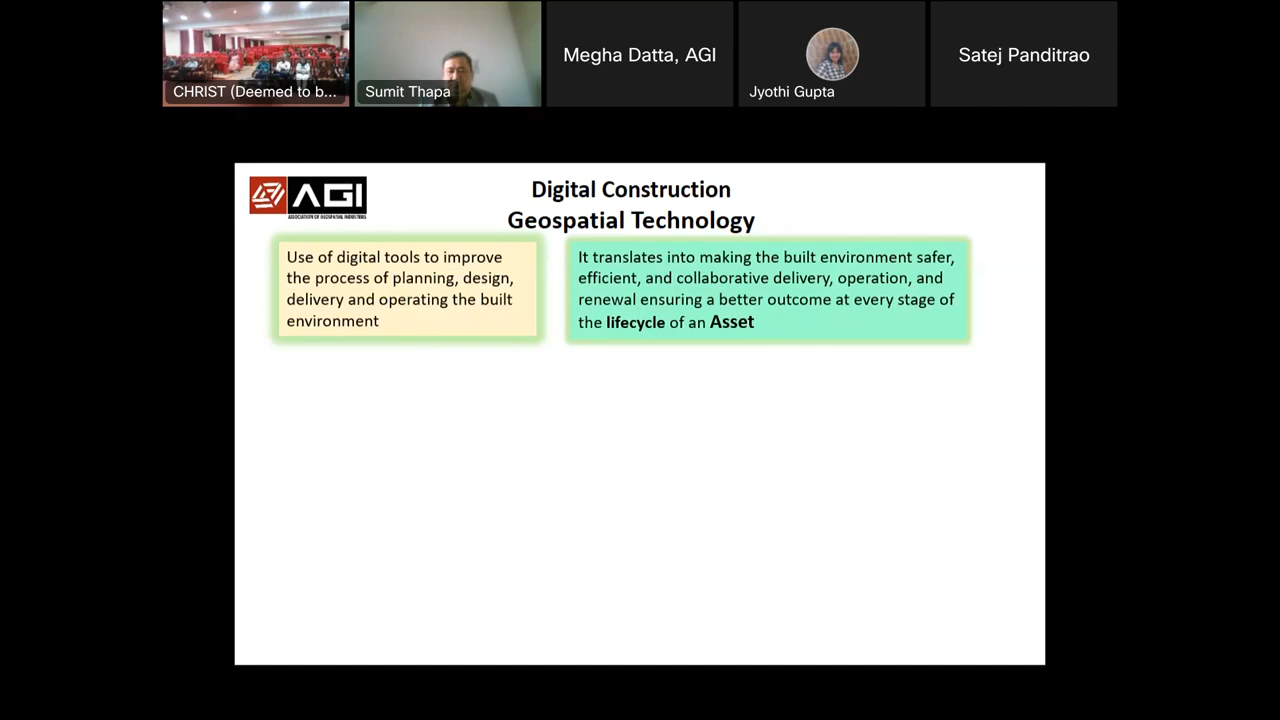 CHRIST (Deemed to b...
Sumit Thapa
Megha Datta, AGI
Jyothi Gupta
Satej Panditrao
AGI
ASSOCIATION OF GEOSPATIAL INDUSTRIES
Digital Construction
Geospatial Technology
Use of digital tools to improve
the process of planning, design,
delivery and operating the built
environment
It translates into making the built environment safer,
efficient, and collaborative delivery, operation, and
renewal ensuring a better outcome at every stage of
the lifecycle of an Asset